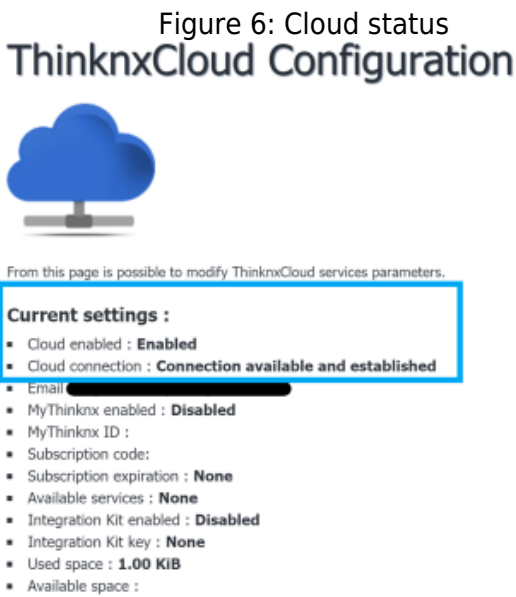 Figure 6: Cloud status
ThinknxCloud Configuration
From this page is possible to modify ThinknxCloud services parameters.
Current settings :
▪ Cloud enabled : Enabled
▪ Cloud connection : Connection available and established
▪ Email
▪ MyThinknx enabled : Disabled
▪ MyThinknx ID :
▪ Subscription code:
▪ Subscription expiration : None
▪ Available services : None
▪ Integration Kit enabled : Disabled
▪ Integration Kit key : None
▪ Used space : 1.00 KiB
▪ Available space :